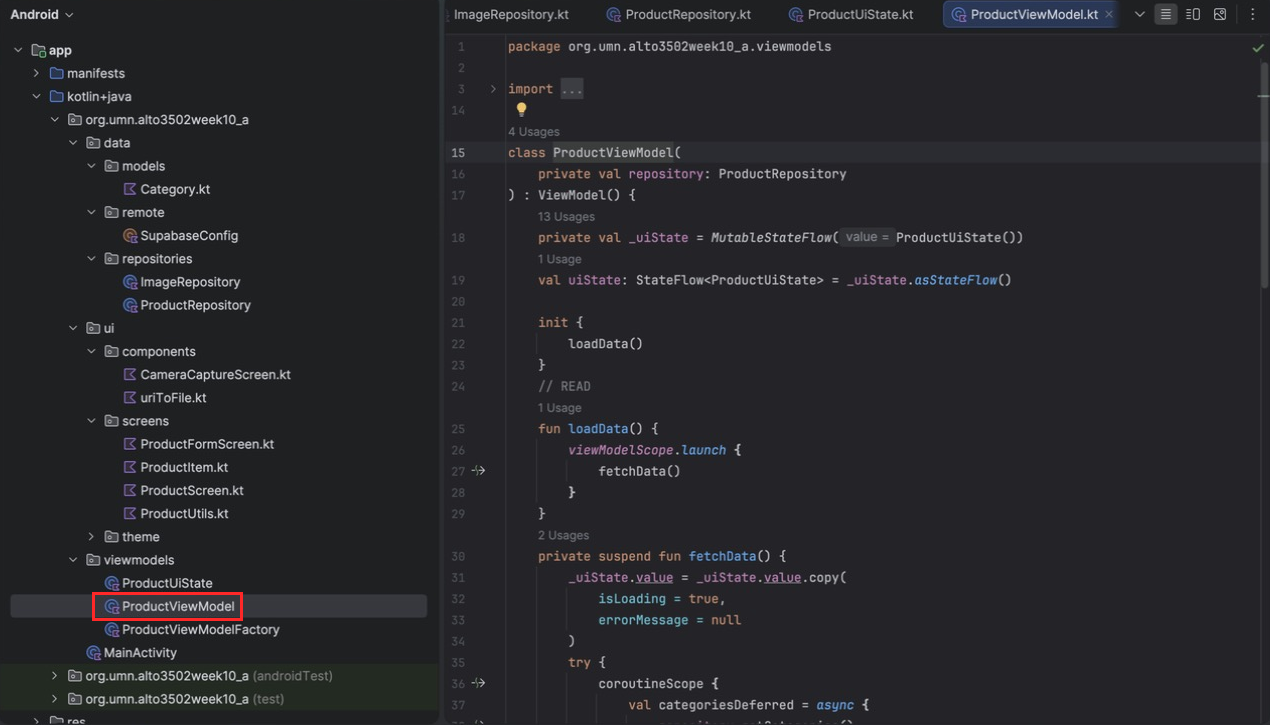 Android
app
manifests
kotlin+java
org.umn.alto3502week10_a
data
models
Category.kt
remote
SupabaseConfig
repositories
ImageRepository
ProductRepository
ui
components
CameraCaptureScreen.kt
uriToFile.kt
screens
ProductFormScreen.kt
ProductItem.kt
ProductScreen.kt
ProductUtils.kt
theme
viewmodels
ProductUiState
ProductViewModel
ProductViewModelFactory
MainActivity
org.umn.alto3502week10_a (androidTest)
org.umn.alto3502week10_a (test)
res
ImageRepository.kt ProductRepository.kt ProductUiState.kt ProductViewModel.kt
1 package org.umn.alto3502week10_a.viewmodels
2
3 import ...
14
4 Usages
15 class ProductViewModel(
16 private val repository: ProductRepository
17 ) : ViewModel() {
13 Usages
18 private val _uiState = MutableStateFlow( value = ProductUiState())
1 Usage
19 val uiState: StateFlow<ProductUiState> = _uiState.asStateFlow()
20
21 init {
22 loadData()
23 }
24 // READ
1 Usage
25 fun loadData() {
26 viewModelScope.launch {
27 fetchData()
28 }
29 }
2 Usages
30 private suspend fun fetchData() {
31 _uiState.value = _uiState.value.copy(
32 isLoading = true,
33 errorMessage = null
34 )
35 try {
36 coroutineScope {
37 val categoriesDeferred = async {